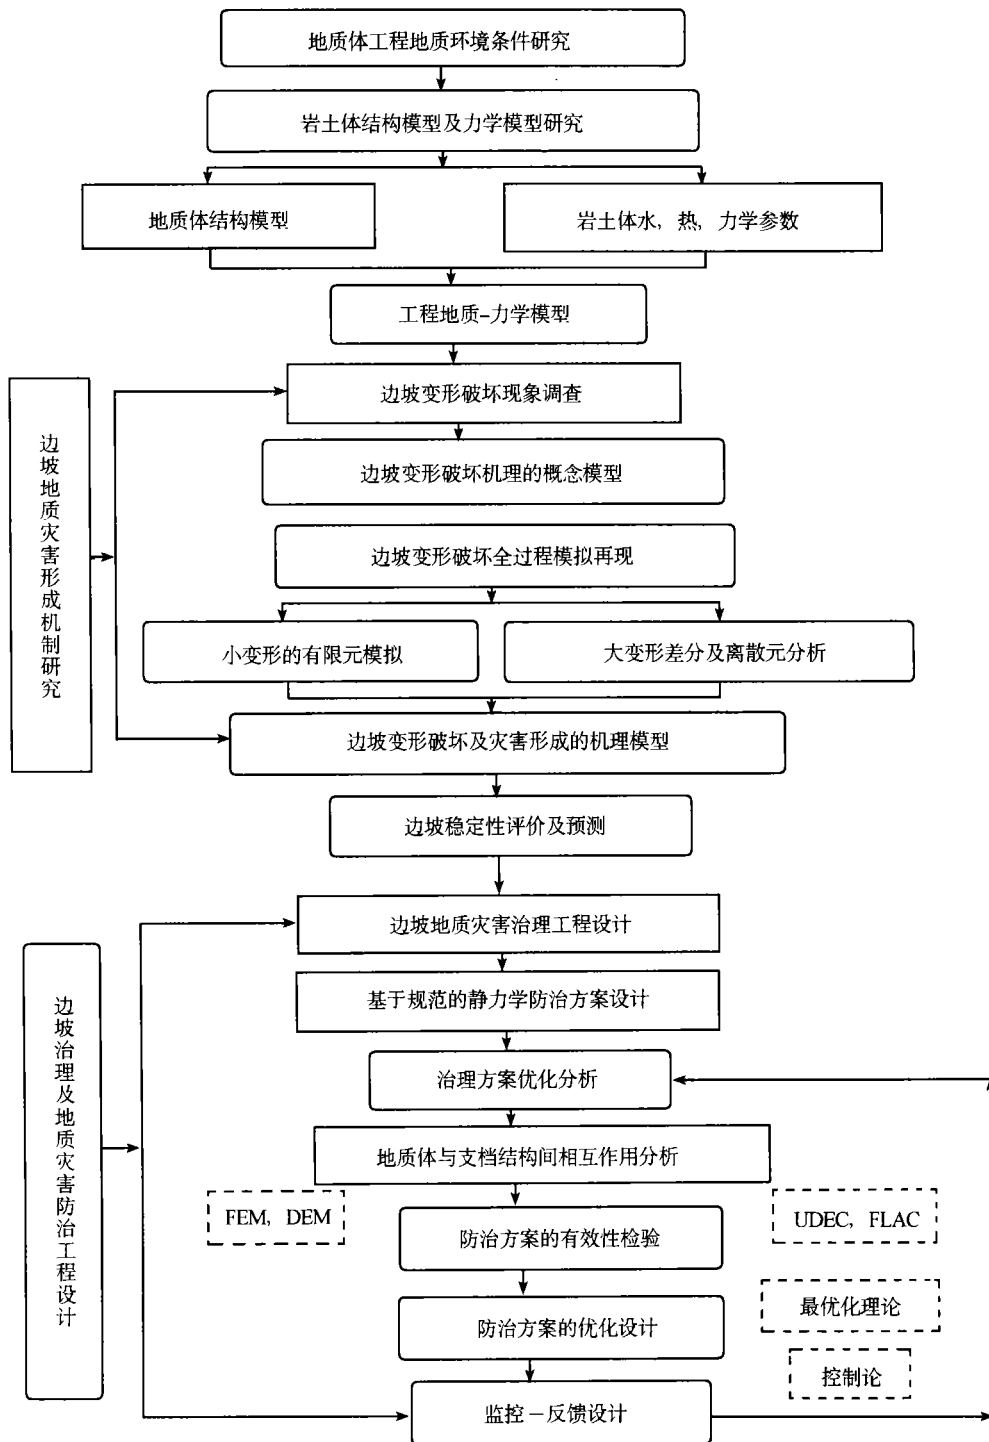 地质体工程地质环境条件研究
岩土体结构模型及力学模型研究
地质体结构模型
岩土体水, 热, 力学参数
工程地质-力学模型
边坡变形破坏现象调查
边坡变形破坏机理的概念模型
边坡地质灾害形成机制研究
边坡变形破坏全过程模拟再现
小变形的有限元模拟
大变形差分及离散元分析
边坡变形破坏及灾害形成的机理模型
边坡稳定性评价及预测
边坡地质灾害治理工程设计
基于规范的静力学防治方案设计
边坡治理及地质灾害防治工程设计
治理方案优化分析
地质体与支档结构间相互作用分析
FEM, DEM
UDEC, FLAC
防治方案的有效性检验
最优化理论
防治方案的优化设计
控制论
监控-反馈设计